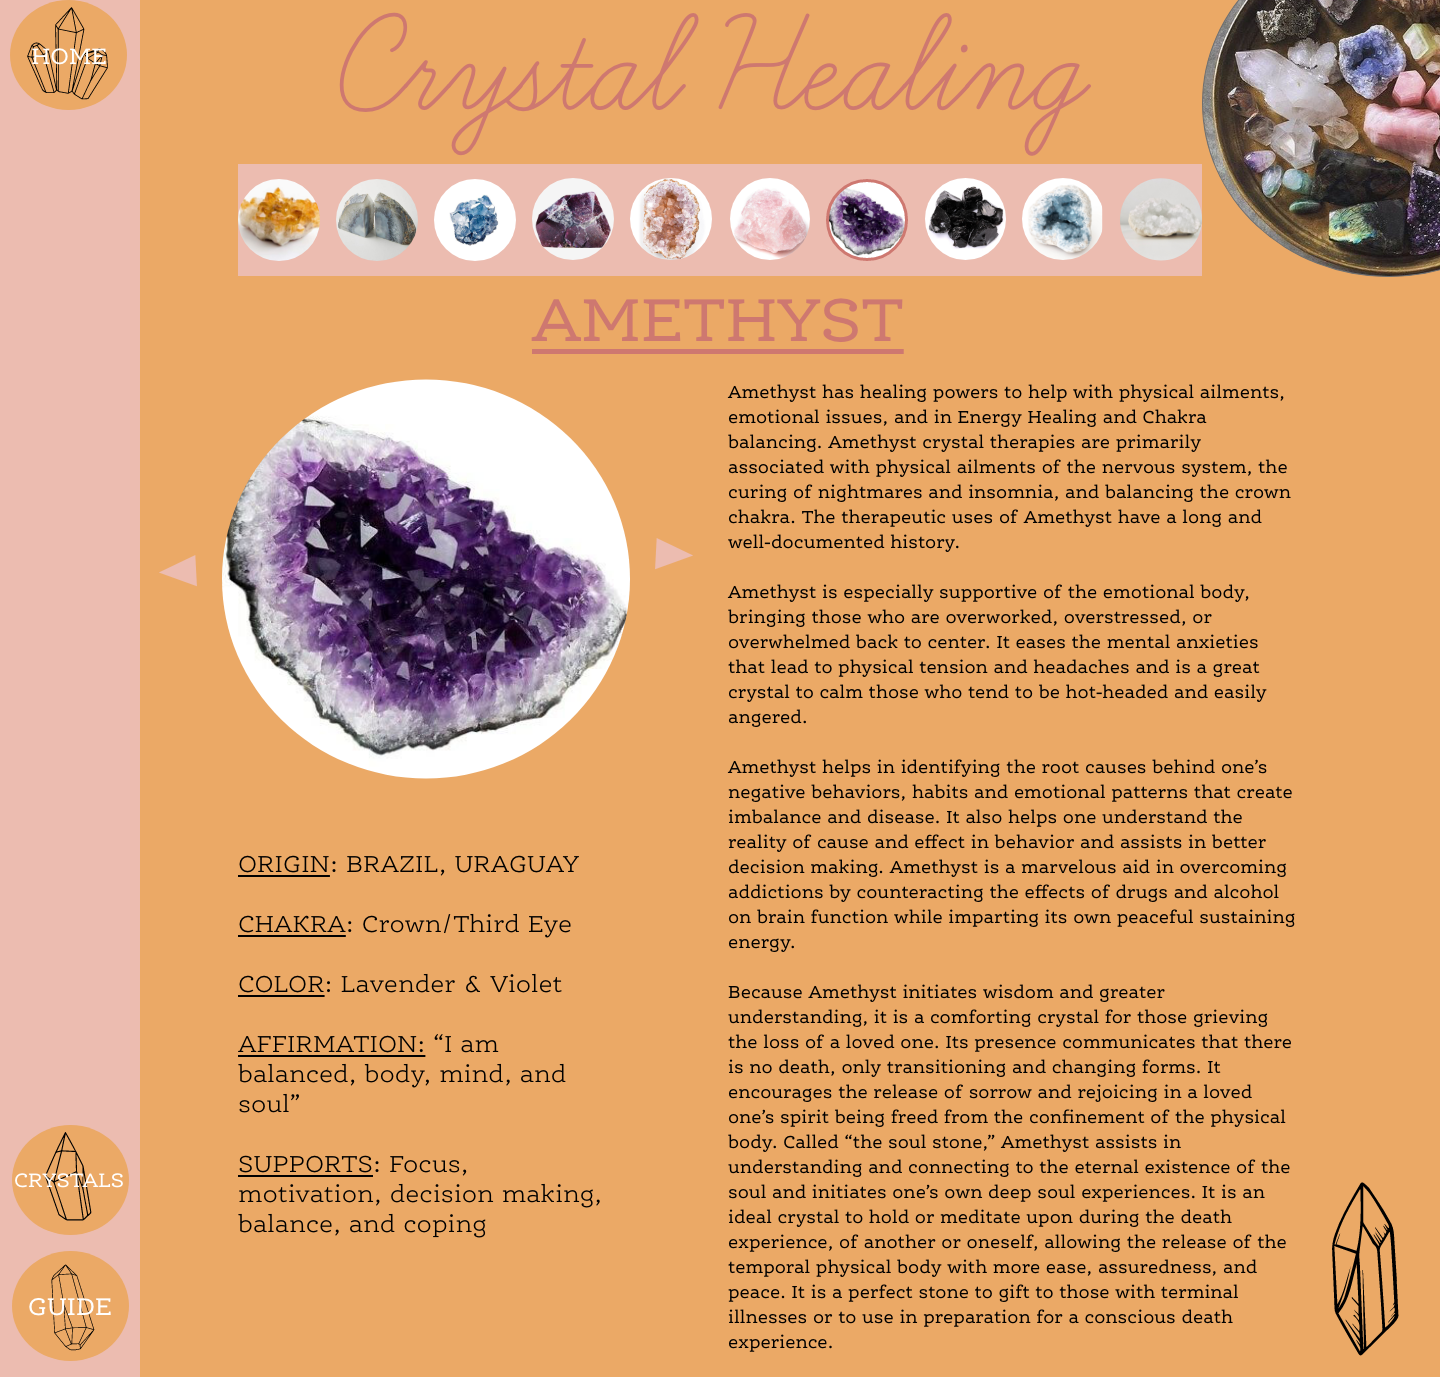 HOME
Crystal Healing
AMETHYST
Amethyst has healing powers to help with physical ailments,
emotional issues, and in Energy Healing and Chakra
balancing. Amethyst crystal therapies are primarily
associated with physical ailments of the nervous system, the
curing of nightmares and insomnia, and balancing the crown
chakra. The therapeutic uses of Amethyst have a long and
well-documented history.
Amethyst is especially supportive of the emotional body,
bringing those who are overworked, overstressed, or
overwhelmed back to center. It eases the mental anxieties
that lead to physical tension and headaches and is a great
crystal to calm those who tend to be hot-headed and easily
angered.
Amethyst helps in identifying the root causes behind one’s
negative behaviors, habits and emotional patterns that create
imbalance and disease. It also helps one understand the
reality of cause and effect in behavior and assists in better
decision making. Amethyst is a marvelous aid in overcoming
addictions by counteracting the effects of drugs and alcohol
on brain function while imparting its own peaceful sustaining
energy.
Because Amethyst initiates wisdom and greater
understanding, it is a comforting crystal for those grieving
the loss of a loved one. Its presence communicates that there
is no death, only transitioning and changing forms. It
encourages the release of sorrow and rejoicing in a loved
one’s spirit being freed from the confinement of the physical
body. Called “the soul stone,” Amethyst assists in
understanding and connecting to the eternal existence of the
soul and initiates one’s own deep soul experiences. It is an
ideal crystal to hold or meditate upon during the death
experience, of another or oneself, allowing the release of the
temporal physical body with more ease, assuredness, and
peace. It is a perfect stone to gift to those with terminal
illnesses or to use in preparation for a conscious death
experience.
ORIGIN: BRAZIL, URAGUAY
CHAKRA: Crown/Third Eye
COLOR: Lavender & Violet
AFFIRMATION: “I am
balanced, body, mind, and
soul”
SUPPORTS: Focus,
motivation, decision making,
balance, and coping
CRYSTALS
GUIDE